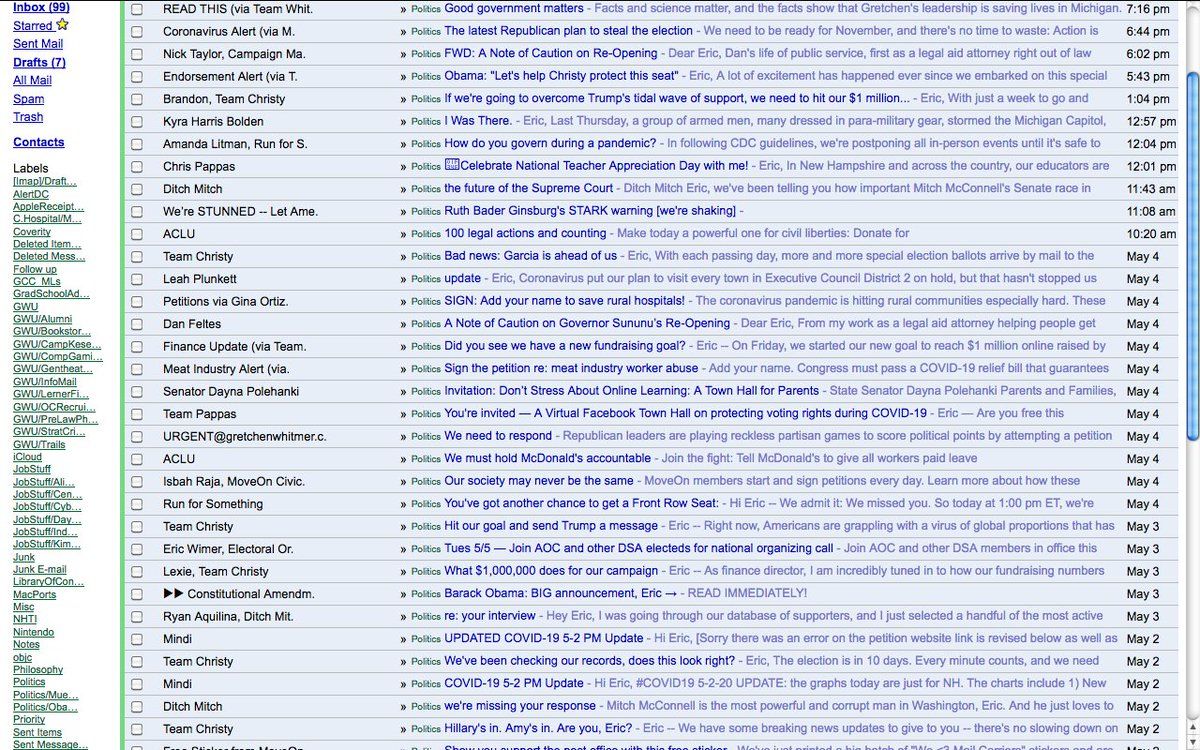 Inbox (99)
Starred
Sent Mail
Drafts (7)
All Mail
Spam
Trash
Contacts
Labels
[Imap]/Draft...
AlertDC
AppleReceipt...
C.Hospital/M...
Coverity
Deleted Item...
Deleted Mess...
Follow up
GCC_MLs
GradSchoolAd...
GWU
GWU/Alumni
GWU/Bookstor...
GWU/CampKese...
GWU/CompGami...
GWU/Gentheat...
GWU/InfoMail
GWU/LernerFi...
GWU/OCRecrui...
GWU/PreLawPh...
GWU/StratCri...
GWU/Trails
iCloud
JobStuff
JobStuff/Ali...
JobStuff/Cen...
JobStuff/Cyb...
JobStuff/Day...
JobStuff/Ind...
JobStuff/Kim...
Junk
Junk E-mail
LibraryOfCon...
MacPorts
Misc
NHTI
Nintendo
Notes
objc
Philosophy
Politics
Politics/Mue...
Politics/Oba...
Priority
Sent Items
Sent Message...
READ THIS (via Team Whit. » Politics Good government matters - Facts and science matter, and the facts show that Gretchen's leadership is saving lives in Michigan. 7:16 pm
Coronavirus Alert (via M. » Politics The latest Republican plan to steal the election - We need to be ready for November, and there's no time to waste: Action is 6:44 pm
Nick Taylor, Campaign Ma. » Politics FWD: A Note of Caution on Re-Opening - Dear Eric, Dan's life of public service, first as a legal aid attorney right out of law 6:02 pm
Endorsement Alert (via T. » Politics Obama: "Let's help Christy protect this seat" - Eric, A lot of excitement has happened ever since we embarked on this special 5:43 pm
Brandon, Team Christy » Politics If we're going to overcome Trump's tidal wave of support, we need to hit our $1 million... - Eric, With just a week to go and 1:04 pm
Kyra Harris Bolden » Politics I Was There. - Eric, Last Thursday, a group of armed men, many dressed in para-military gear, stormed the Michigan Capitol, 12:57 pm
Amanda Litman, Run for S. » Politics How do you govern during a pandemic? - In following CDC guidelines, we're postponing all in-person events until it's safe to 12:04 pm
Chris Pappas » Politics Celebrate National Teacher Appreciation Day with me! - Eric, In New Hampshire and across the country, our educators are 12:01 pm
Ditch Mitch » Politics the future of the Supreme Court - Ditch Mitch Eric, we've been telling you how important Mitch McConnell's Senate race in 11:43 am
We're STUNNED -- Let Ame. » Politics Ruth Bader Ginsburg's STARK warning [we're shaking] - 11:08 am
ACLU » Politics 100 legal actions and counting - Make today a powerful one for civil liberties: Donate for 10:20 am
Team Christy » Politics Bad news: Garcia is ahead of us - Eric, With each passing day, more and more special election ballots arrive by mail to the May 4
Leah Plunkett » Politics update - Eric, Coronavirus put our plan to visit every town in Executive Council District 2 on hold, but that hasn't stopped us May 4
Petitions via Gina Ortiz. » Politics SIGN: Add your name to save rural hospitals! - The coronavirus pandemic is hitting rural communities especially hard. These May 4
Dan Feltes » Politics A Note of Caution on Governor Sununu's Re-Opening - Dear Eric, From my work as a legal aid attorney helping people get May 4
Finance Update (via Team. » Politics Did you see we have a new fundraising goal? - Eric -- On Friday, we started our new goal to reach $1 million online raised by May 4
Meat Industry Alert (via. » Politics Sign the petition re: meat industry worker abuse - Add your name. Congress must pass a COVID-19 relief bill that guarantees May 4
Senator Dayna Polehanki » Politics Invitation: Don't Stress About Online Learning: A Town Hall for Parents - State Senator Dayna Polehanki Parents and Families, May 4
Team Pappas » Politics You're invited — A Virtual Facebook Town Hall on protecting voting rights during COVID-19 - Eric — Are you free this May 4
URGENT@gretchenwhitmer.c. » Politics We need to respond - Republican leaders are playing reckless partisan games to score political points by attempting a petition May 4
ACLU » Politics We must hold McDonald's accountable - Join the fight: Tell McDonald's to give all workers paid leave May 4
Isbah Raja, MoveOn Civic. » Politics Our society may never be the same - MoveOn members start and sign petitions every day. Learn more about how these May 4
Run for Something » Politics You've got another chance to get a Front Row Seat: - Hi Eric -- We admit it: We missed you. So today at 1:00 pm ET, we're May 4
Team Christy » Politics Hit our goal and send Trump a message - Eric -- Right now, Americans are grappling with a virus of global proportions that has May 3
Eric Wimer, Electoral Or. » Politics Tues 5/5 — Join AOC and other DSA electeds for national organizing call - Join AOC and other DSA members in office this May 3
Lexie, Team Christy » Politics What $1,000,000 does for our campaign - Eric -- As finance director, I am incredibly tuned in to how our fundraising numbers May 3
▶▶ Constitutional Amendm. » Politics Barack Obama: BIG announcement, Eric → - READ IMMEDIATELY! May 3
Ryan Aquilina, Ditch Mit. » Politics re: your interview - Hey Eric, I was going through our database of supporters, and I just selected a handful of the most active May 3
Mindi » Politics UPDATED COVID-19 5-2 PM Update - Hi Eric, [Sorry there was an error on the petition website link is revised below as well as May 2
Team Christy » Politics We've been checking our records, does this look right? - Eric, The election is in 10 days. Every minute counts, and we need May 2
Mindi » Politics COVID-19 5-2 PM Update - Hi Eric, #COVID19 5-2-20 UPDATE: the graphs today are just for NH. The charts include 1) New May 2
Ditch Mitch » Politics we're missing your response - Mitch McConnell is the most powerful and corrupt man in Washington, Eric. And he just loves to May 2
Team Christy » Politics Hillary's in. Amy's in. Are you, Eric? - Eric -- We have some breaking news updates to give to you -- there's no slowing down on May 2